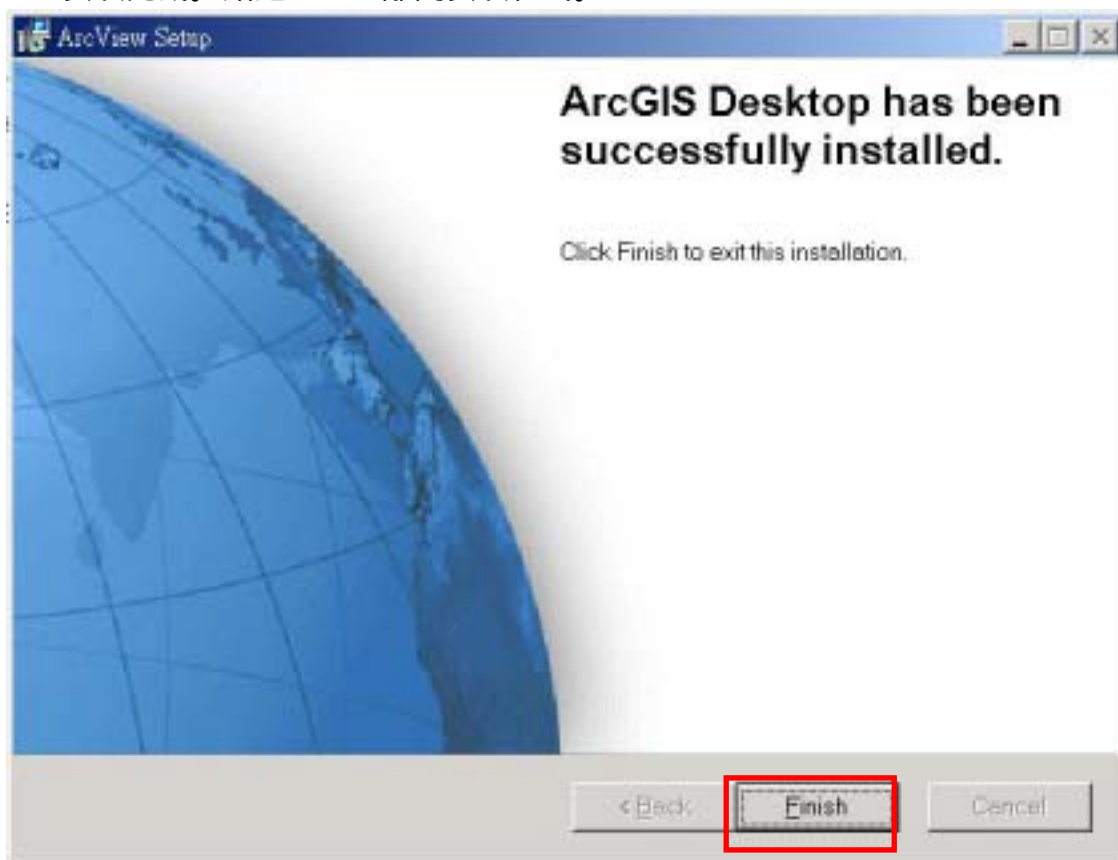 ArcView Setup
ArcGIS Desktop has been
successfully installed.
Click Finish to exit this installation.
< Back
Finish
Cancel